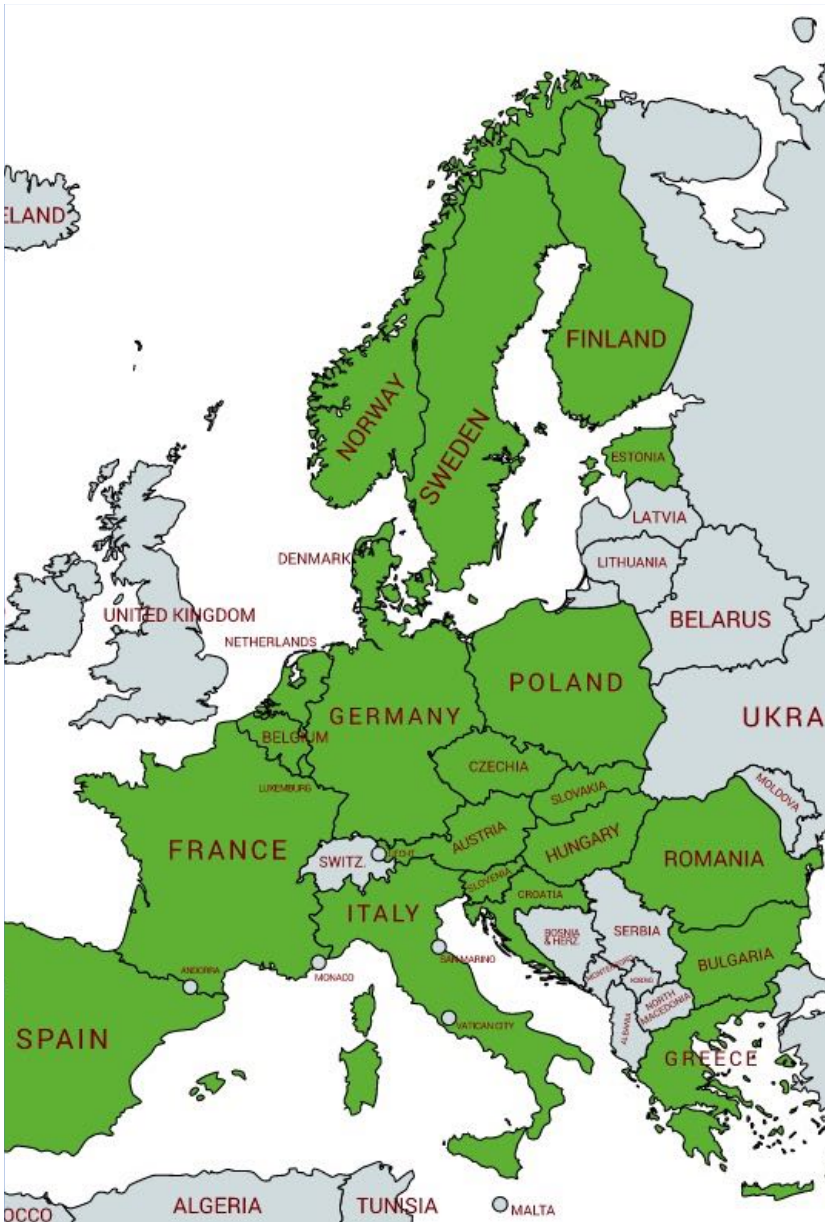 ELAND
FINLAND
NORWAY
SWEDEN
ESTONIA
LATVIA
DENMARK
LITHUANIA
UNITED KINGDOM
BELARUS
NETHERLANDS
POLAND
GERMANY
UKRA
BELGIUM
CZECHIA
LUXEMBURG
SLOVAKIA
MOLDOVA
AUSTRIA
HUNGARY
FRANCE
SWITZ.
ROMANIA
SLOVENIA
CROATIA
ITALY
BOSNIA
& HERZ.
SERBIA
SAN MARINO
BULGARIA
ANDORRA
MONACO
NORTH
MACEDONIA
VATICAN CITY
ALBANIA
SPAIN
GREECE
ALGERIA
TUNISIA
MALTA
OCCO